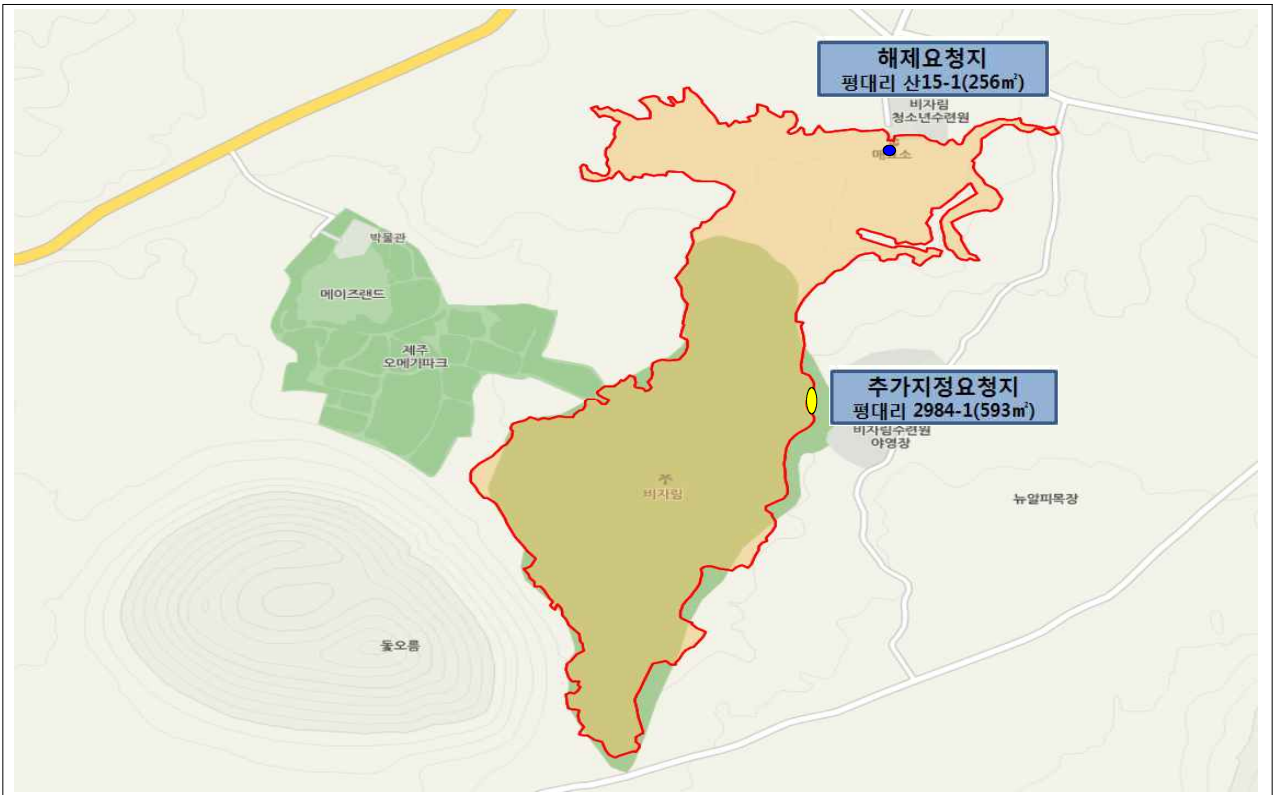 해제요청지
평대리 산15-1(256㎡)
비자림
청소년수련원
매표소
박물관
메이즈랜드
제주
오메기파크
추가지정요청지
평대리 2984-1(593㎡)
비자림수련원
야영장
비자림
뉴알피목장
돛오름